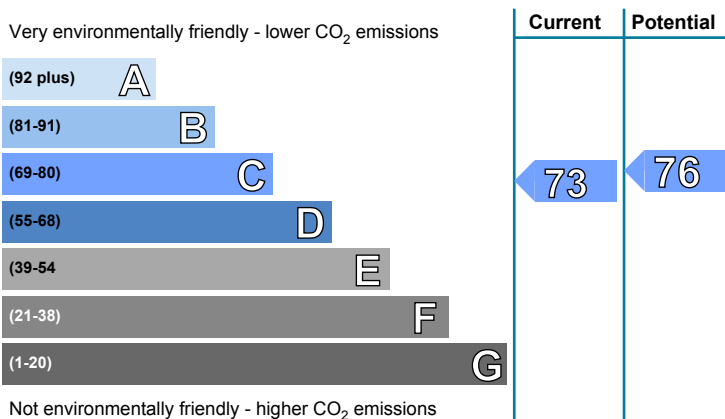 Very environmentally friendly - lower CO2 emissions
Current Potential
(92 plus) A
(81-91) B
(69-80) C
(55-68) D
(39-54 E
(21-38) F
(1-20) G
73 76
Not environmentally friendly - higher CO2 emissions